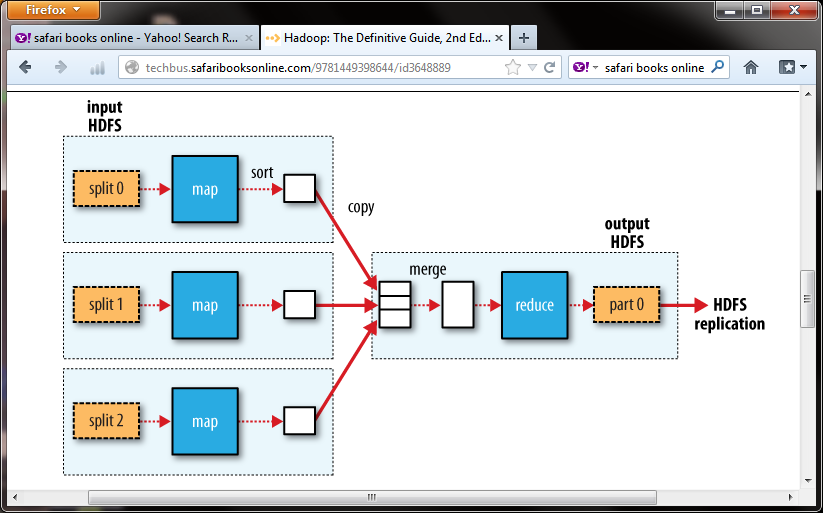 Firefox
safari books online - Yahoo! Search R...
Hadoop: The Definitive Guide, 2nd Ed...
techbus.safaribooksonline.com/9781449398644/id3648889
safari books online
input
HDFS
split 0
map
sort
copy
output
HDFS
split 1
map
merge
reduce
part 0
HDFS
replication
split 2
map